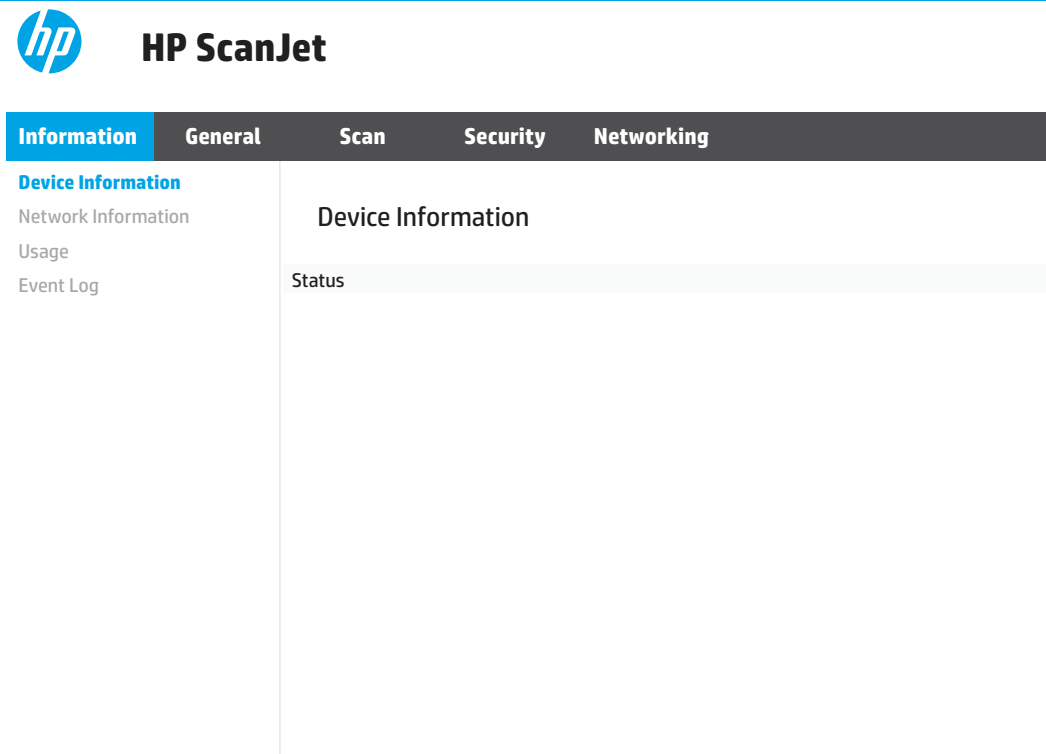 hp
HP ScanJet
Information General Scan Security Networking
Device Information
Network Information
Usage
Event Log
Device Information
Status